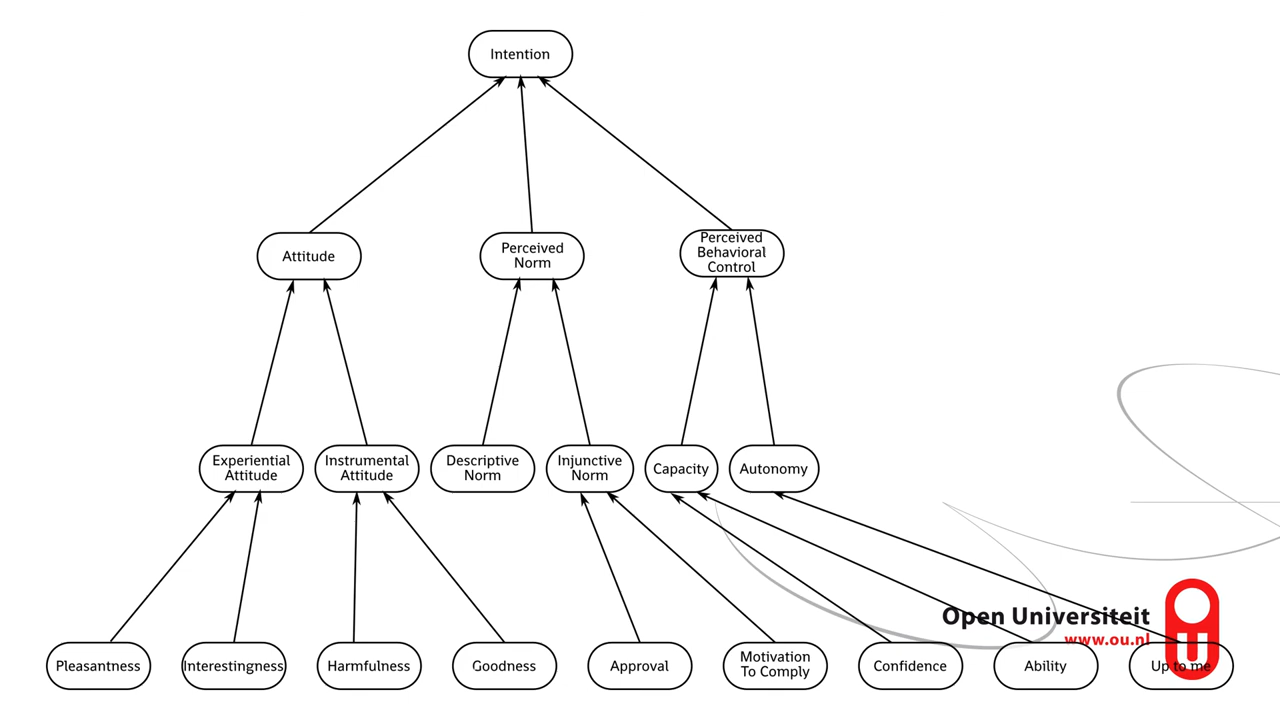 Intention
Attitude
Perceived
Norm
Perceived
Behavioral
Control
Experiential
Attitude
Instrumental
Attitude
Descriptive
Norm
Injunctive
Norm
Capacity
Autonomy
Open Universiteit
www.ou.nl
Pleasantness
Interestingness
Harmfulness
Goodness
Approval
Motivation
To Comply
Confidence
Ability
Up to me